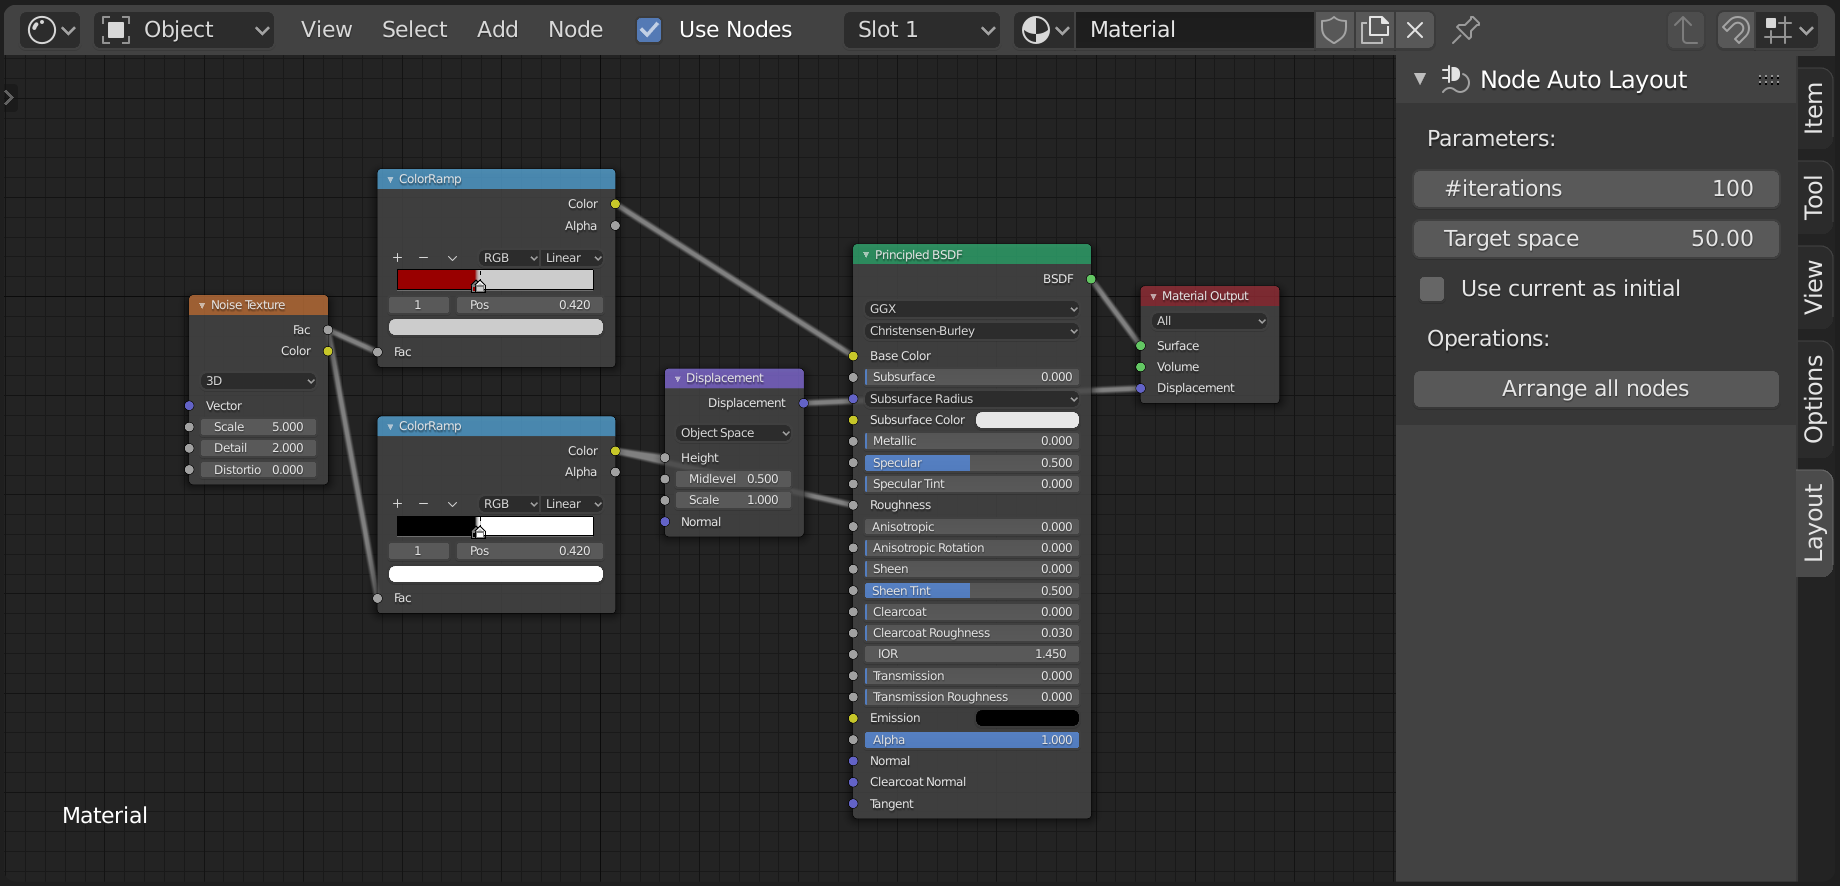 Object View Select Add Node Use Nodes Slot 1 Material
Noise Texture
Fac
Color
3D
Vector
Scale 5.000
Detail 2.000
Distortio 0.000
ColorRamp
Color
Alpha
RGB Linear
1 Pos 0.420
Fac
ColorRamp
Color
Alpha
RGB Linear
1 Pos 0.420
Fac
Displacement
Displacement
Object Space
Height
Midlevel 0.500
Scale 1.000
Normal
Principled BSDF
BSDF
GGX
Christensen-Burley
Base Color
Subsurface 0.000
Subsurface Radius
Subsurface Color
Metallic 0.000
Specular 0.500
Specular Tint 0.000
Roughness
Anisotropic 0.000
Anisotropic Rotation 0.000
Sheen 0.000
Sheen Tint 0.500
Clearcoat 0.000
Clearcoat Roughness 0.030
IOR 1.450
Transmission 0.000
Transmission Roughness 0.000
Emission
Alpha 1.000
Normal
Clearcoat Normal
Tangent
Material Output
All
Surface
Volume
Displacement
Material
Node Auto Layout
Parameters:
#iterations 100
Target space 50.00
Use current as initial
Operations:
Arrange all nodes
Item
Tool
View
Options
Layout